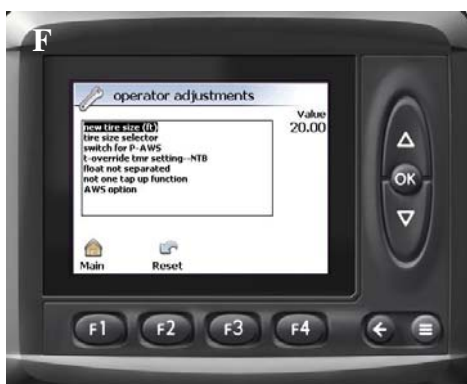 F
operator adjustments
Value
new tire size (ft)
20.00
tire size selector
switch for P-AWS
t-override tmr setting--NTB
float not separated
not one tap up function
AWS option
Main
Reset
OK
F1
F2
F3
F4